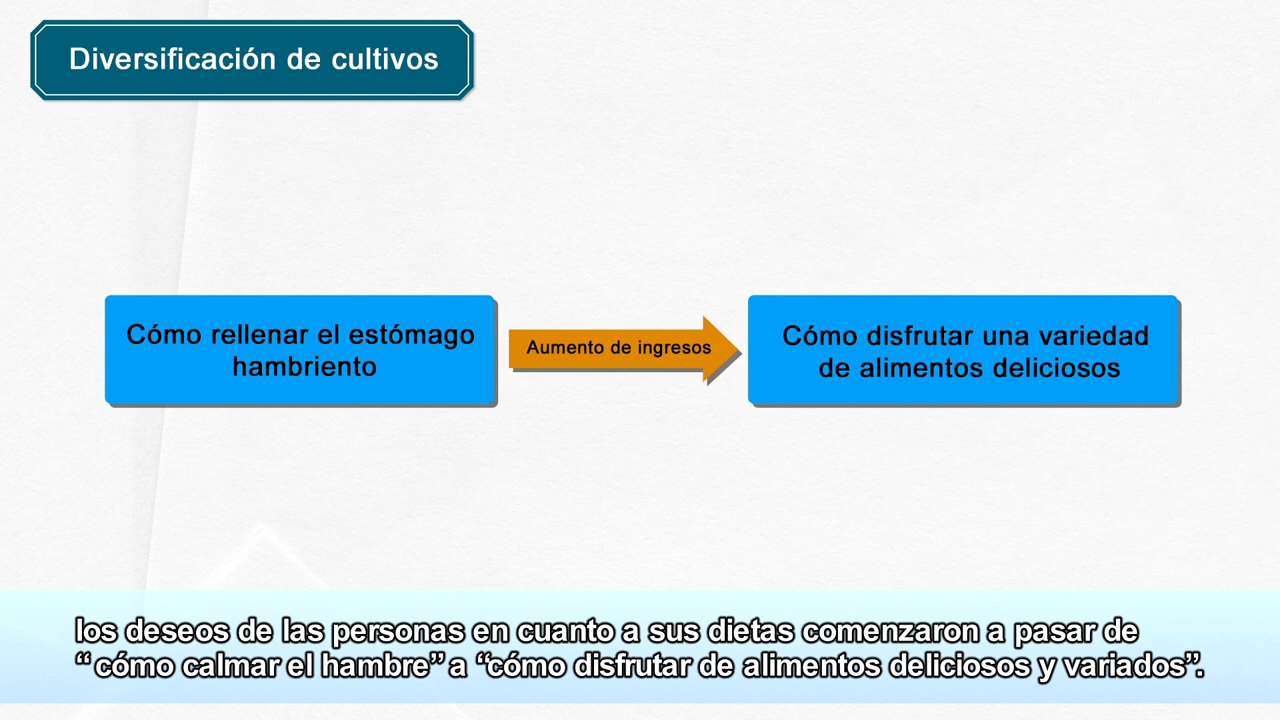 Diversificación de cultivos
Cómo rellenar el estómago
hambriento
Aumento de ingresos
Cómo disfrutar una variedad
de alimentos deliciosos
los deseos de las personas en cuanto a sus dietas comenzaron a pasar de
“ cómo calmar el hambre” a “cómo disfrutar de alimentos deliciosos y variados”.